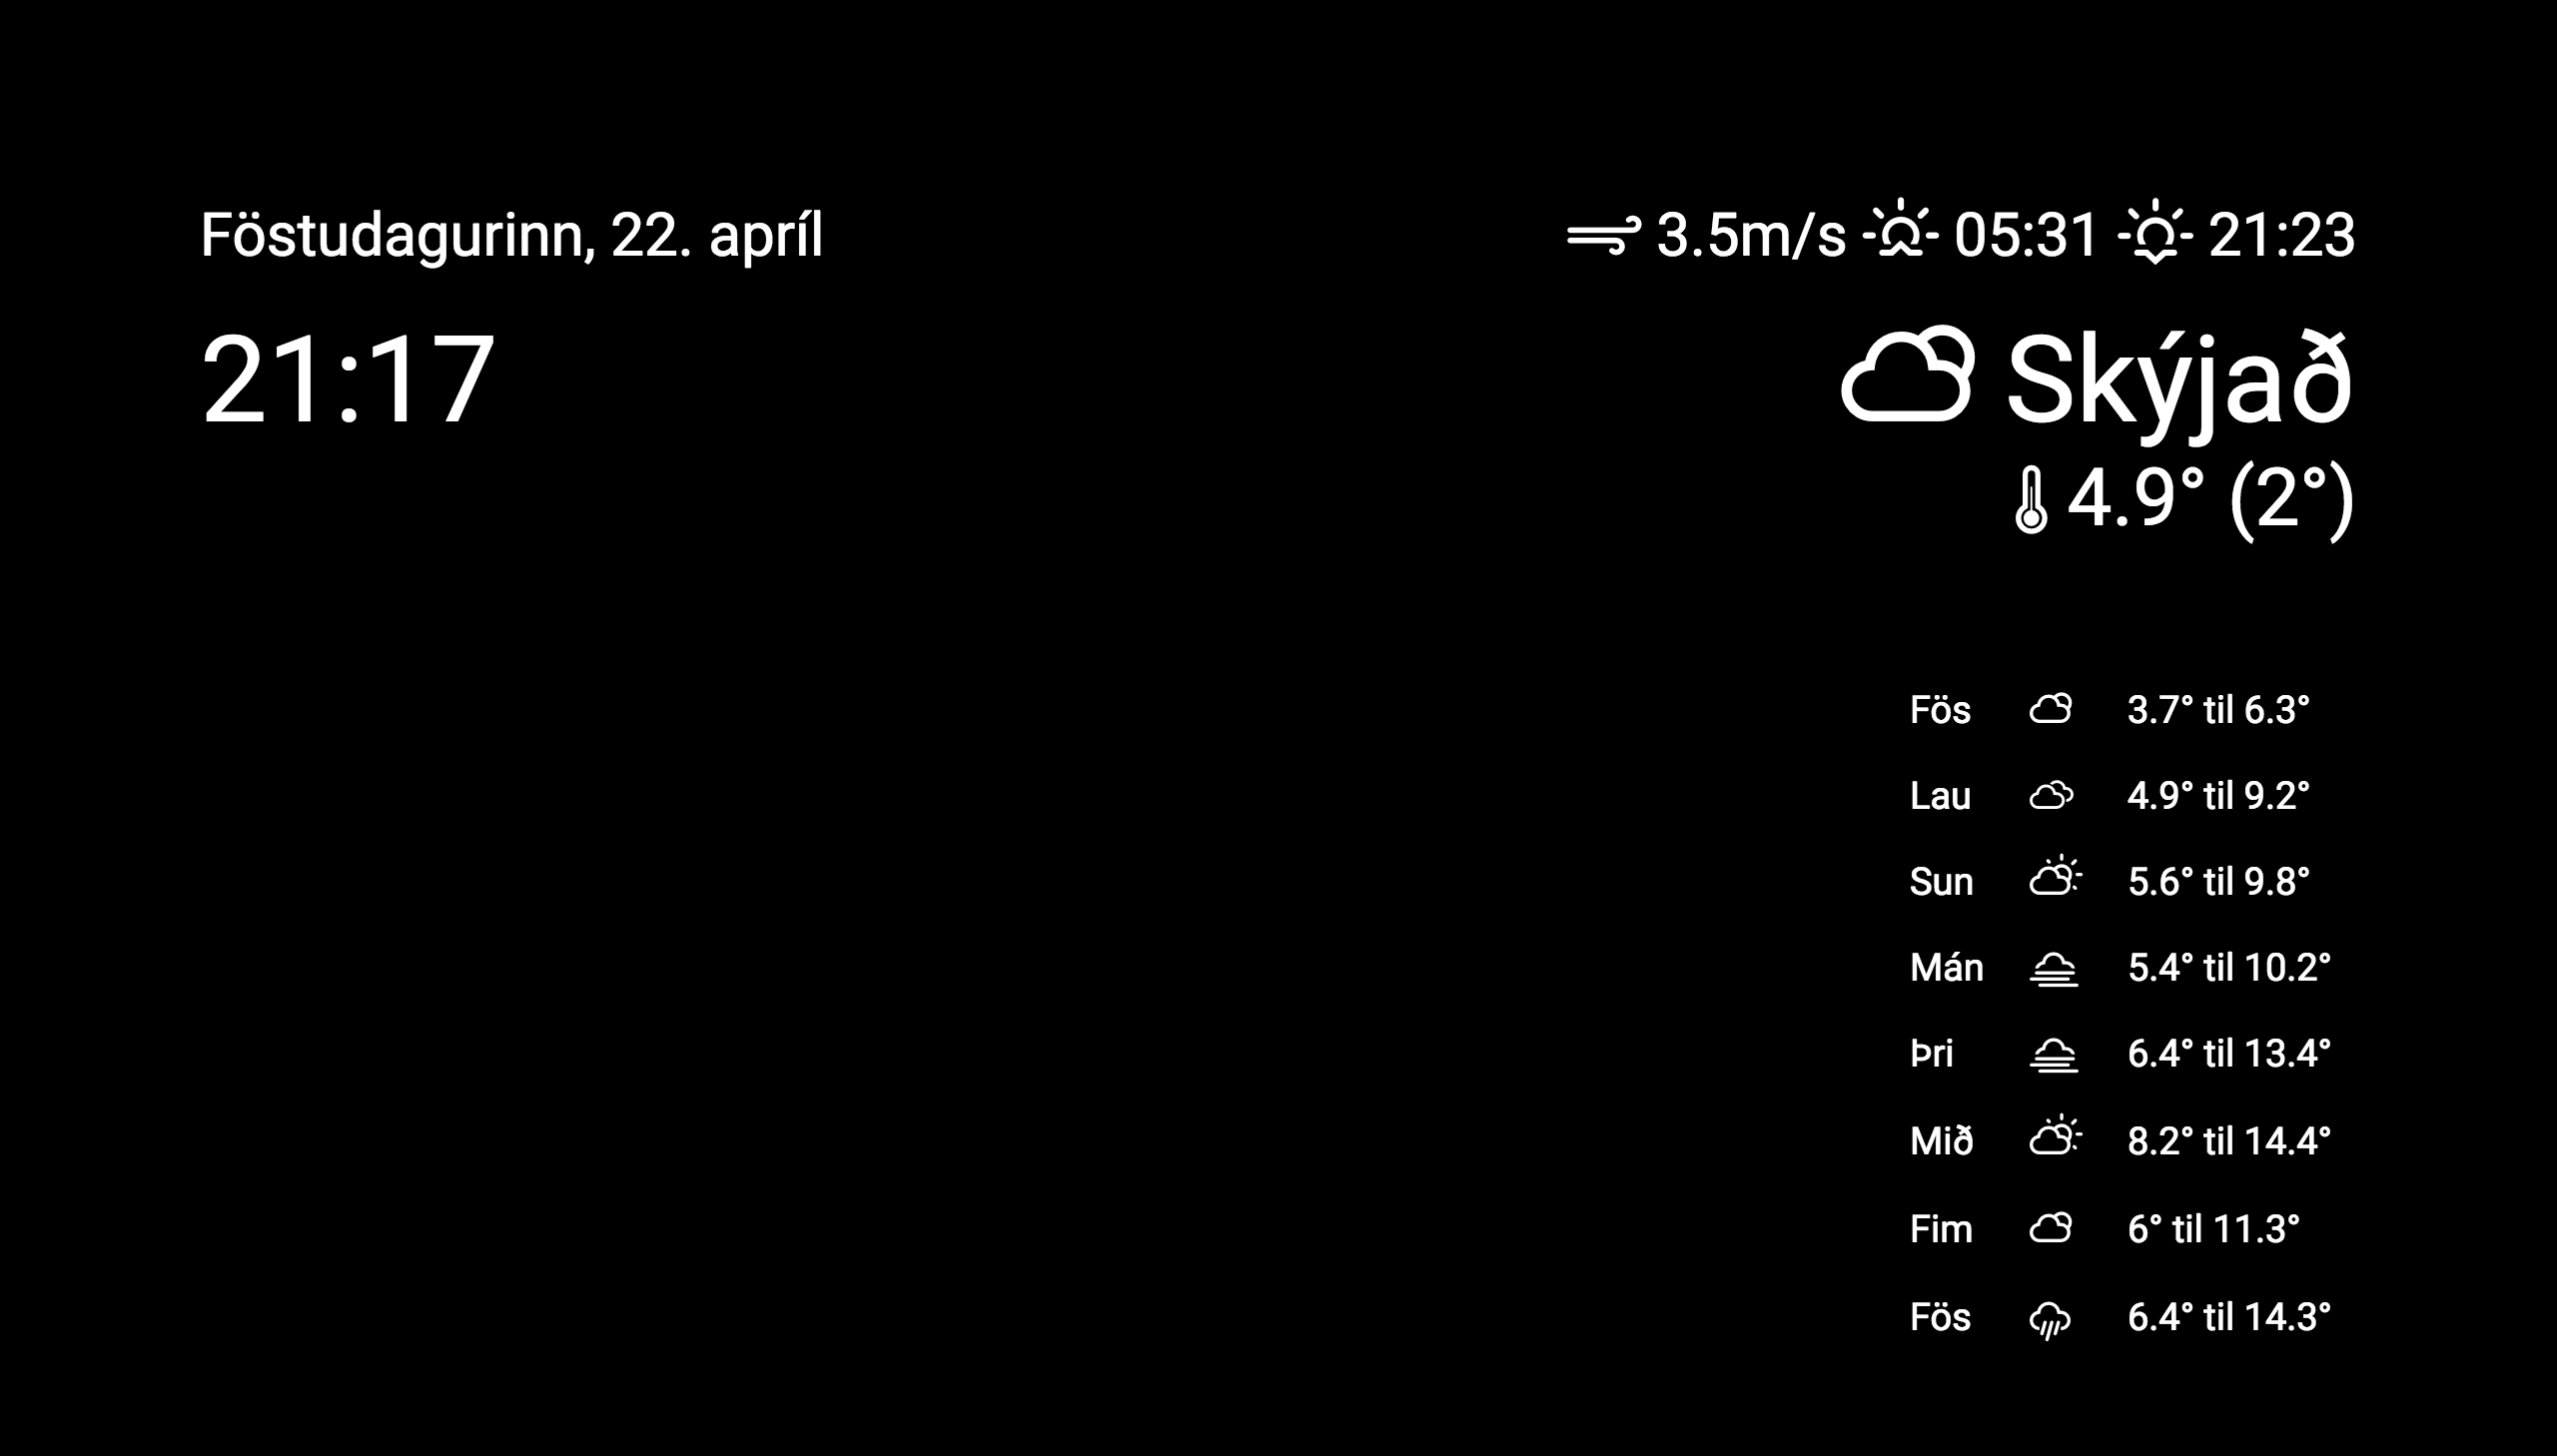 Föstudagurinn, 22. apríl
21:17
3.5m/s 05:31 21:23
Skýjað
4.9° (2°)
Fös 3.7° til 6.3°
Lau 4.9° til 9.2°
Sun 5.6° til 9.8°
Mán 5.4° til 10.2°
Þri 6.4° til 13.4°
Mið 8.2° til 14.4°
Fim 6° til 11.3°
Fös 6.4° til 14.3°